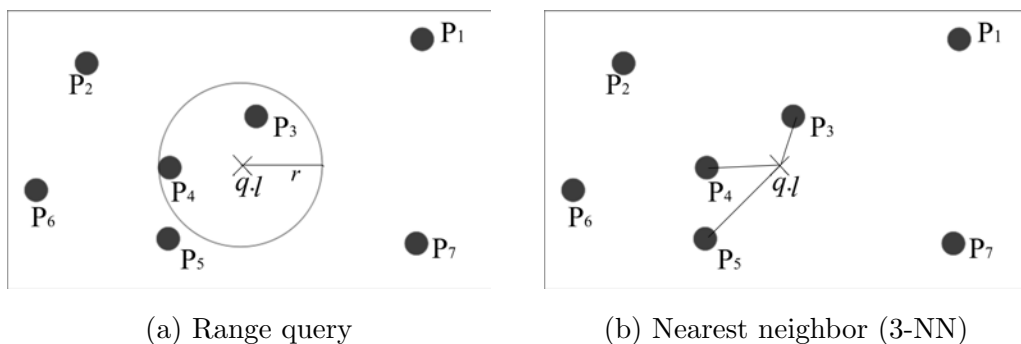 P1
P2
P3
r
q.l
P4
P6
P5
P7
(a) Range query
P1
P2
P3
q.l
P4
P6
P5
P7
(b) Nearest neighbor (3-NN)